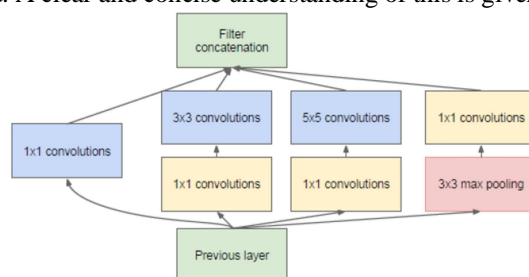 . A clear and concise understanding of this is given
Filter
concatenation
3x3 convolutions
5x5 convolutions
1x1 convolutions
1x1 convolutions
1x1 convolutions
1x1 convolutions
3x3 max pooling
Previous layer